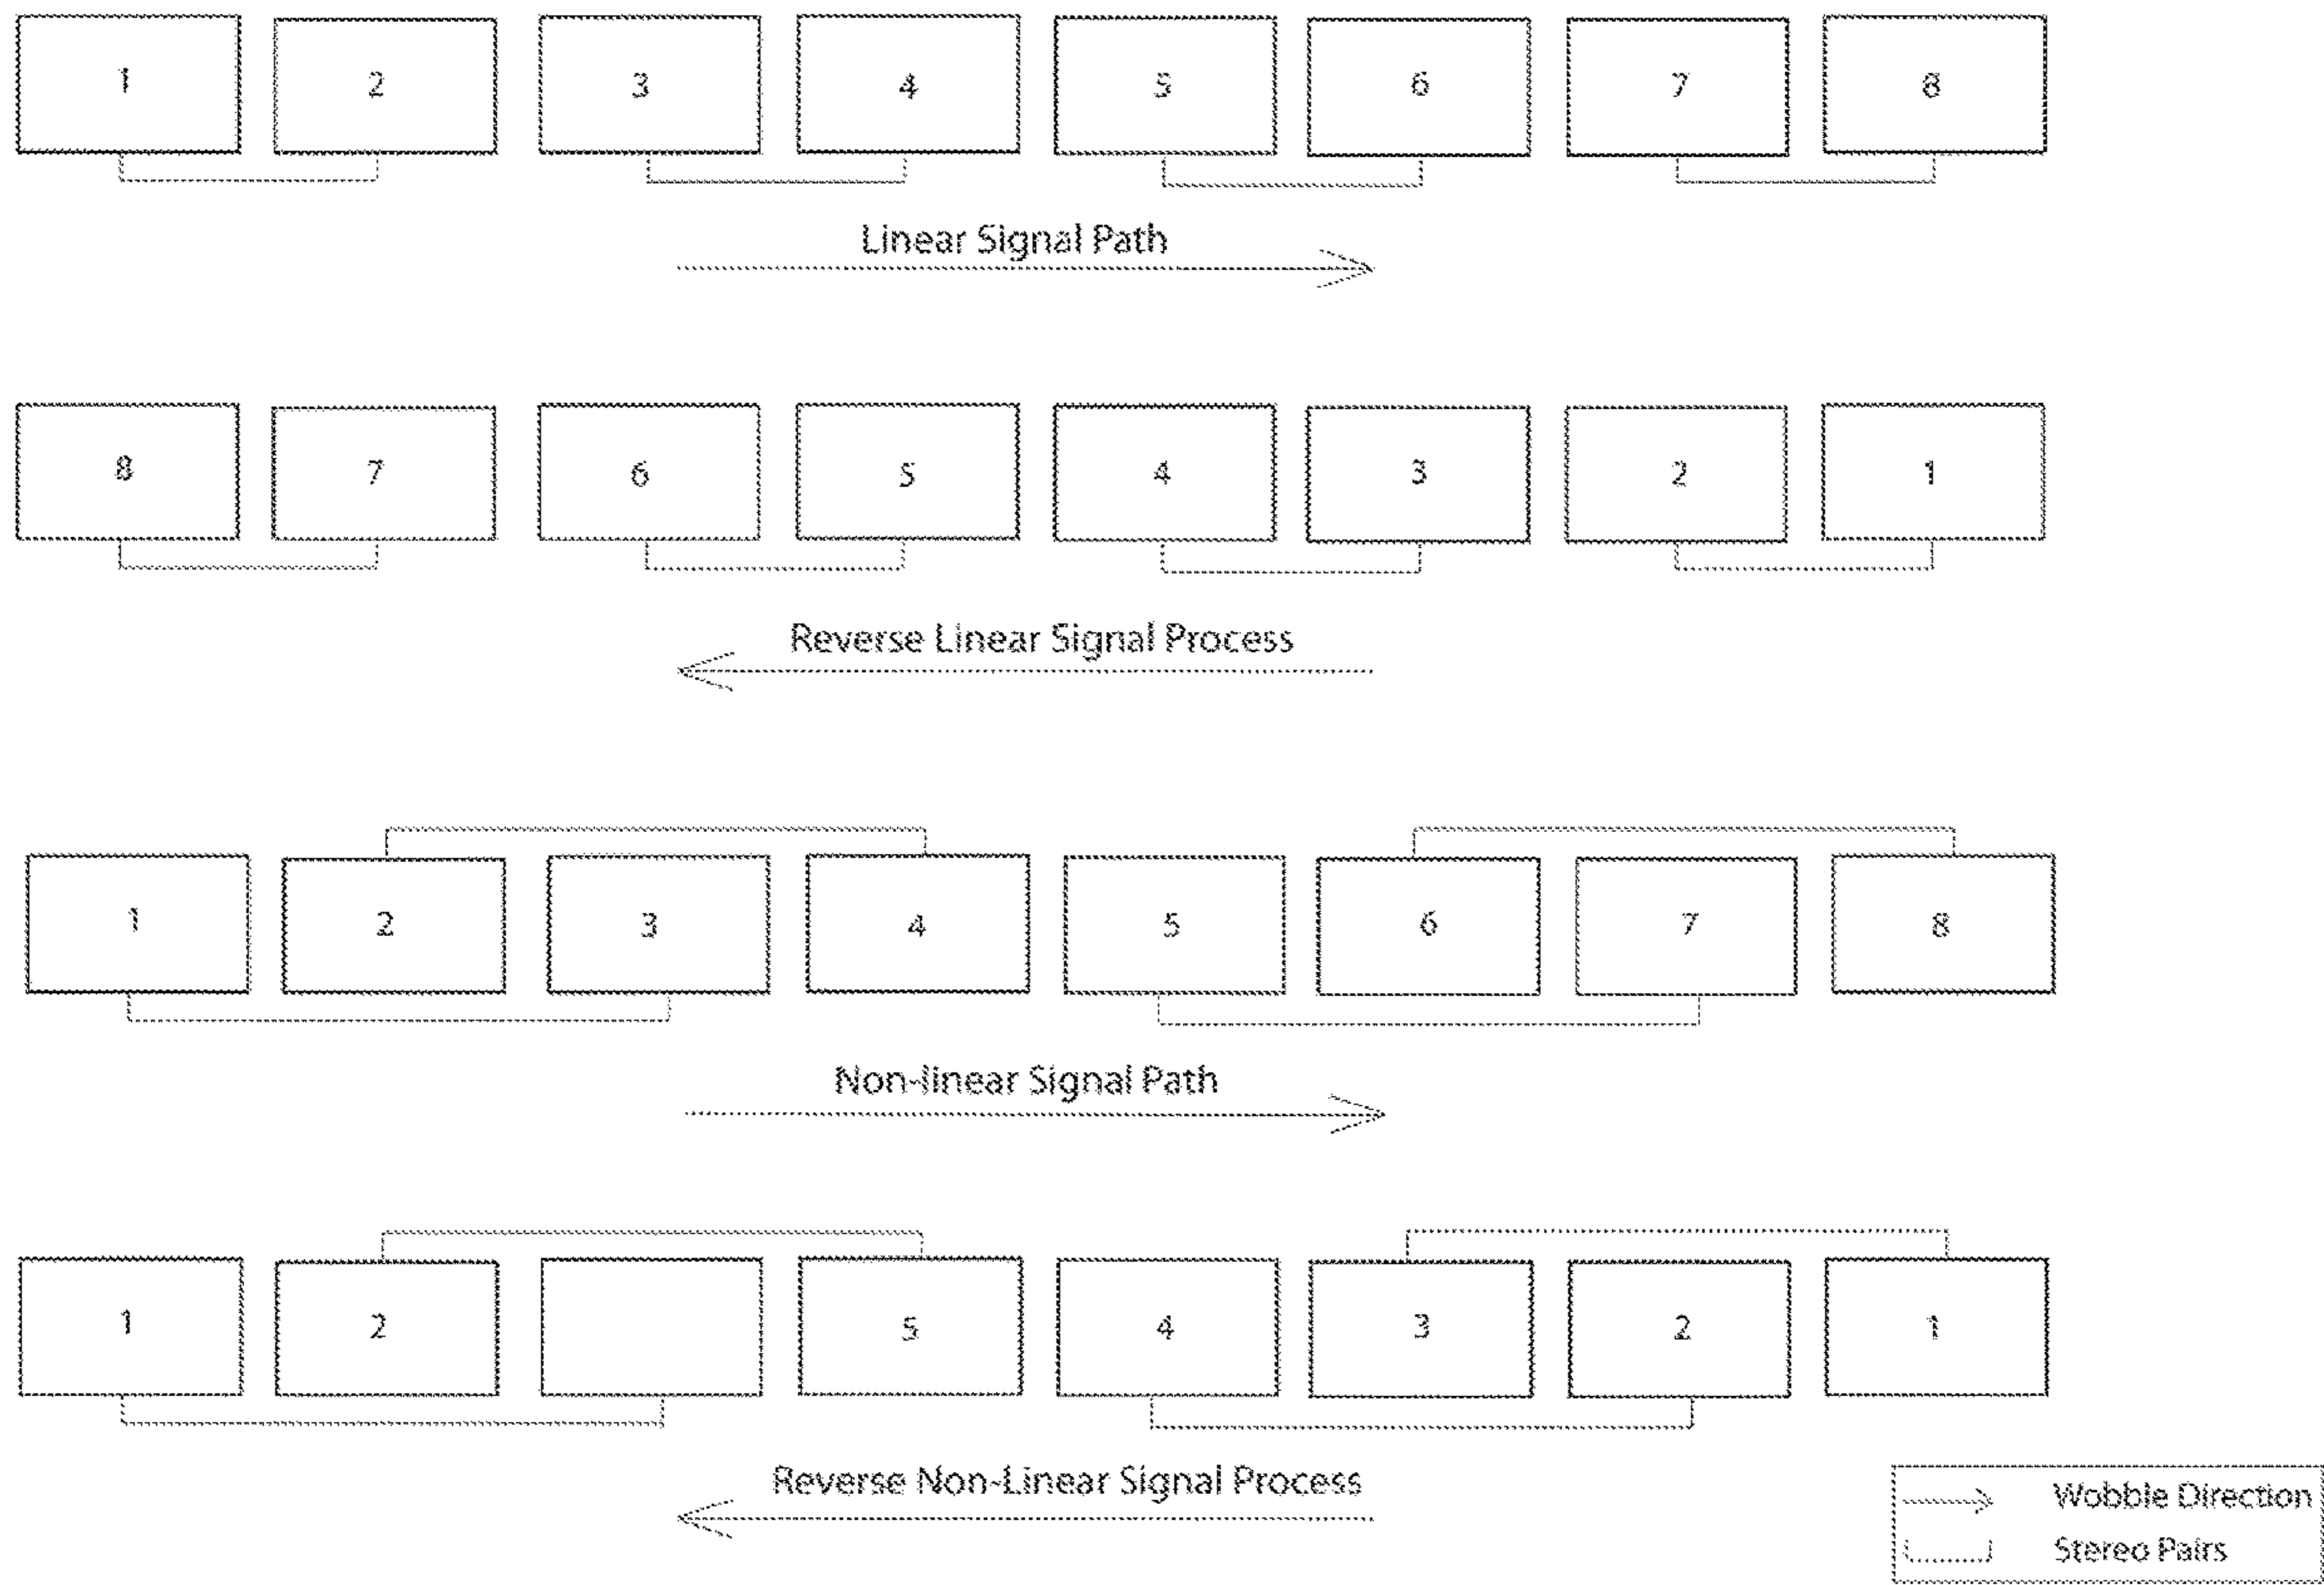 1 2 3 4 5 6 7 8
Linear Signal Path
8 7 6 5 4 3 2 1
Reverse Linear Signal Process
1 2 3 4 5 6 7 8
Non-linear Signal Path
1 2 5 4 3 2 1
Reverse Non-Linear Signal Process
Wobble Direction
Stereo Pairs